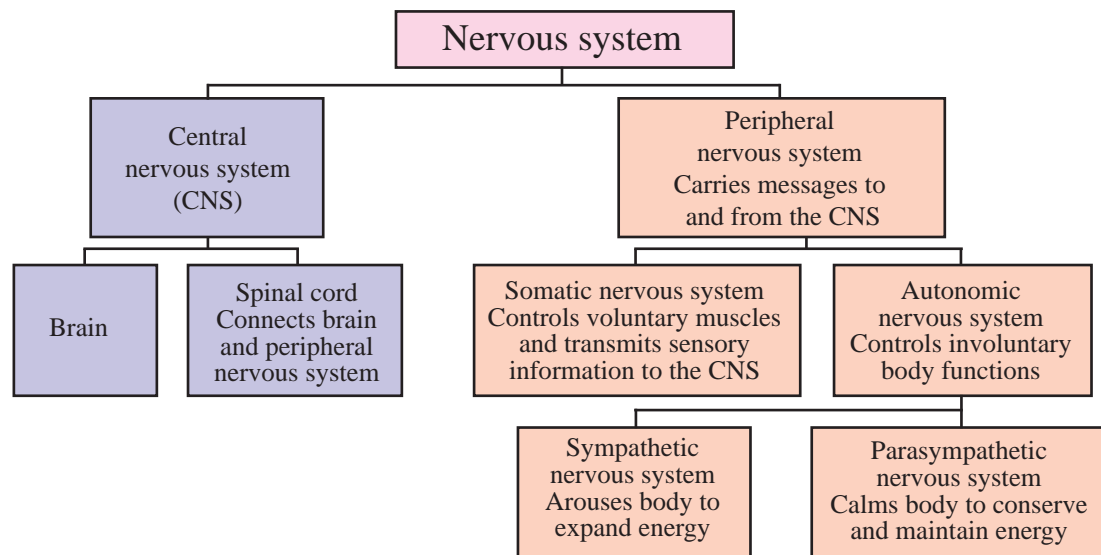 Nervous system
Central
nervous system
(CNS)
Peripheral
nervous system
Carries messages to
and from the CNS
Brain
Spinal cord
Connects brain
and peripheral
nervous system
Somatic nervous system
Controls voluntary muscles
and transmits sensory
information to the CNS
Autonomic
nervous system
Controls involuntary
body functions
Sympathetic
nervous system
Arouses body to
expand energy
Parasympathetic
nervous system
Calms body to conserve
and maintain energy